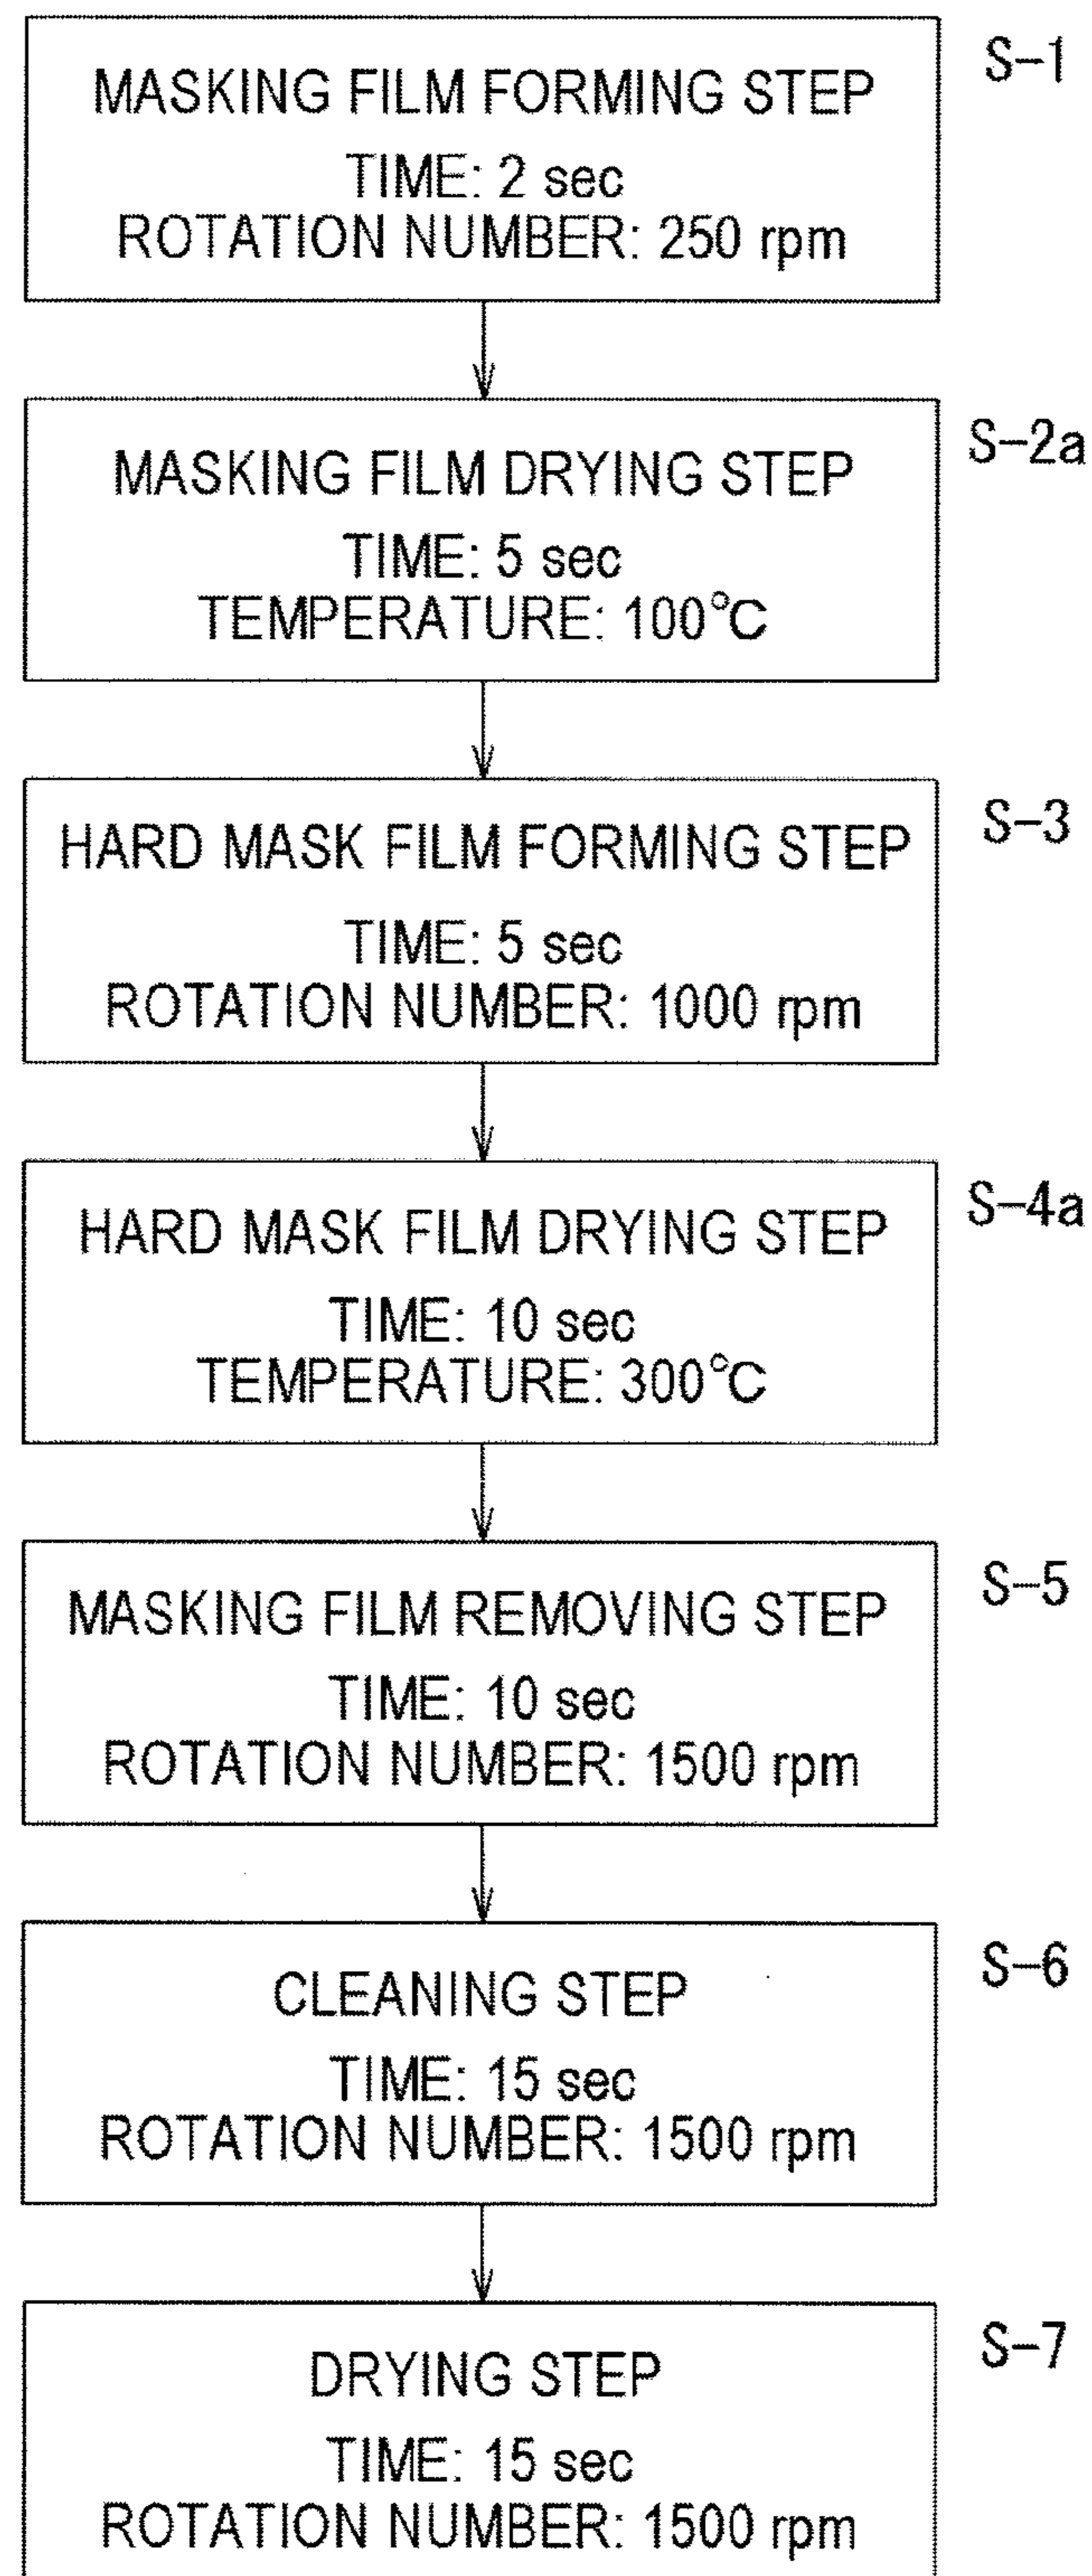 S-1
MASKING FILM FORMING STEP
TIME: 2 sec
ROTATION NUMBER: 250 rpm
S-2a
MASKING FILM DRYING STEP
TIME: 5 sec
TEMPERATURE: 100°C
S-3
HARD MASK FILM FORMING STEP
TIME: 5 sec
ROTATION NUMBER: 1000 rpm
S-4a
HARD MASK FILM DRYING STEP
TIME: 10 sec
TEMPERATURE: 300°C
S-5
MASKING FILM REMOVING STEP
TIME: 10 sec
ROTATION NUMBER: 1500 rpm
S-6
CLEANING STEP
TIME: 15 sec
ROTATION NUMBER: 1500 rpm
S-7
DRYING STEP
TIME: 15 sec
ROTATION NUMBER: 1500 rpm